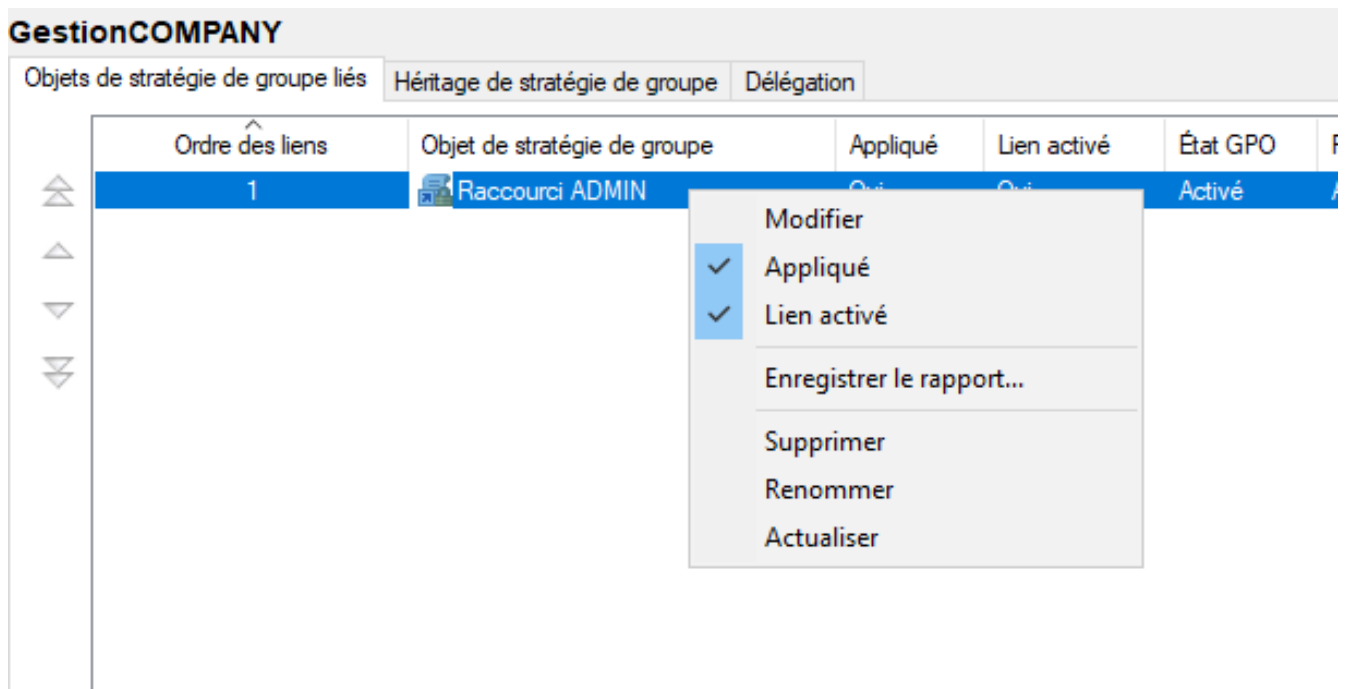 GestionCOMPANY
Objets de stratégie de groupe liés Héritage de stratégie de groupe Délégation
Ordre des liens Objet de stratégie de groupe Appliqué Lien activé État GPO
1 Raccourci ADMIN Oui Oui Activé
Modifier
Appliqué
Lien activé
Enregistrer le rapport...
Supprimer
Renommer
Actualiser